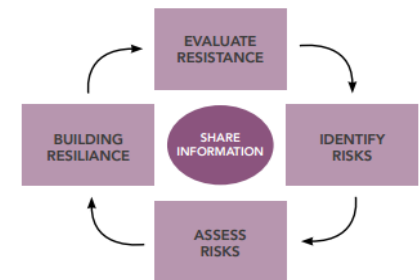 EVALUATE
RESISTANCE
BUILDING
RESILIANCE
SHARE
INFORMATION
IDENTIFY
RISKS
ASSESS
RISKS